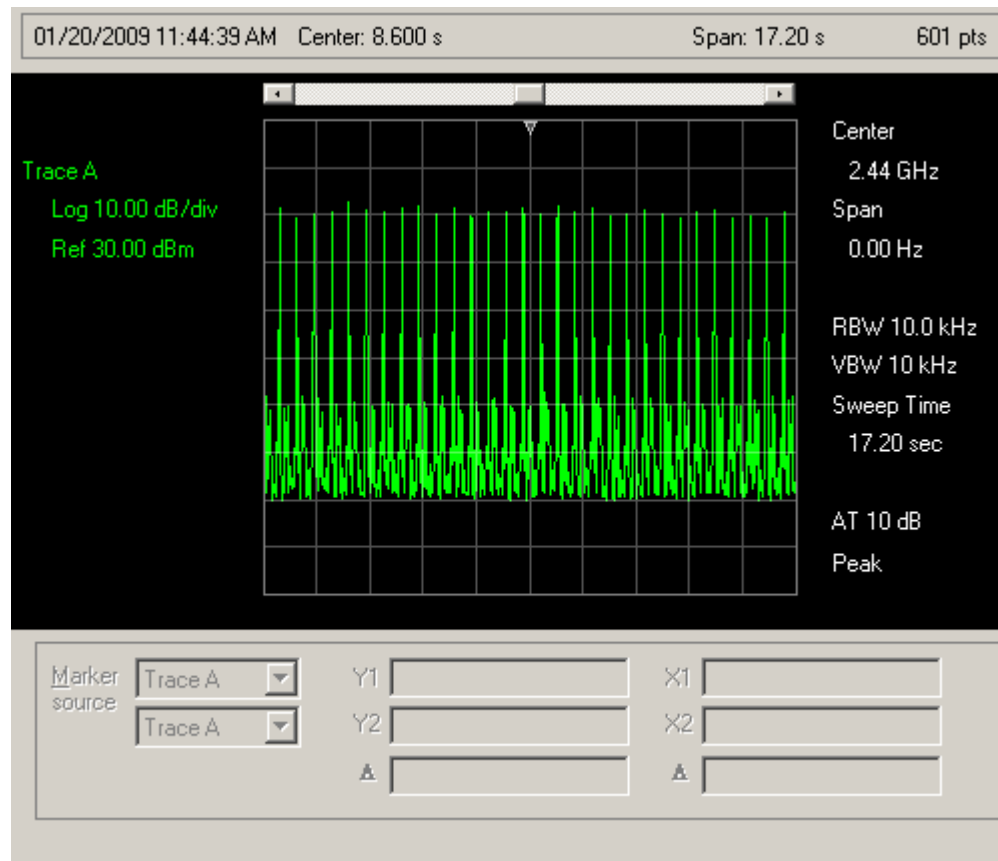 01/20/2009 11:44:39 AM Center: 8.600 s Span: 17.20 s 601 pts
Trace A
Log 10.00 dB/div
Ref 30.00 dBm
Center
2.44 GHz
Span
0.00 Hz
RBW 10.0 kHz
VBW 10 kHz
Sweep Time
17.20 sec
AT 10 dB
Peak
Marker source
Trace A
Trace A
Y1
Y2
Δ
X1
X2
Δ